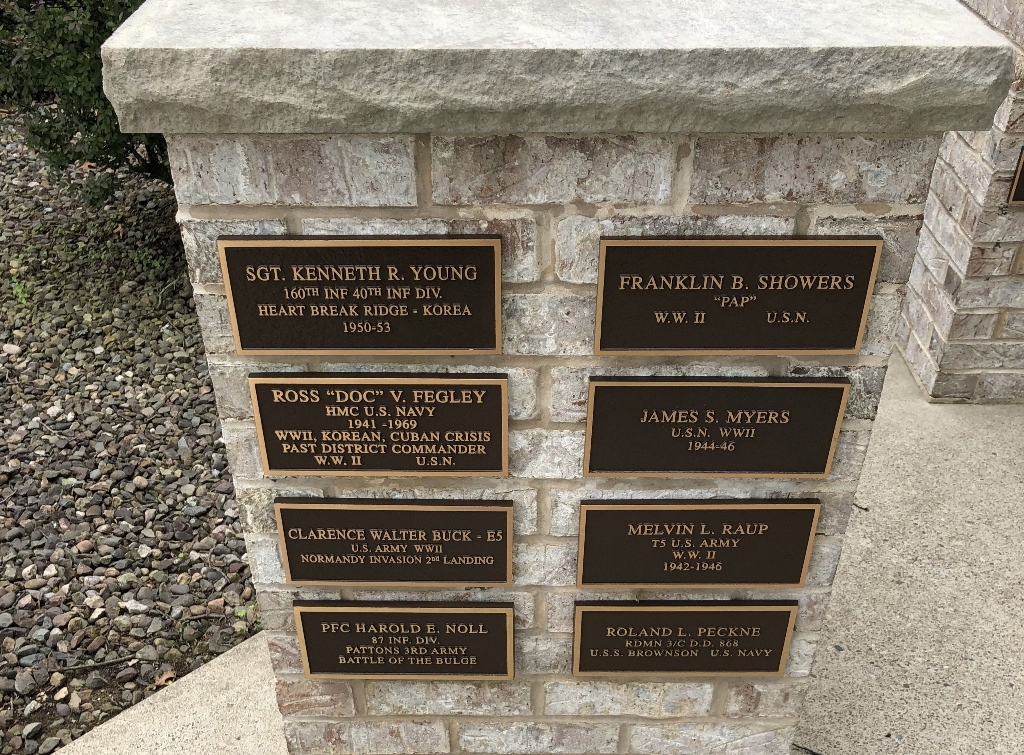 SGT. KENNETH R. YOUNG
160TH INF 40TH INF DIV.
HEART BREAK RIDGE - KOREA
1950-53
FRANKLIN B. SHOWERS
"PAP"
W.W. II U.S.N.
ROSS "DOC" V. FEGLEY
HMC U.S. NAVY
1941 -1969
WWII, KOREAN, CUBAN CRISIS
PAST DISTRICT COMMANDER
W.W. II U.S.N.
JAMES S. MYERS
U.S.N. WWII
1944-46
CLARENCE WALTER BUCK - E5
U.S. ARMY WWII
NORMANDY INVASION 2nd LANDING
MELVIN L. RAUP
T5 U.S. ARMY
W.W. II
1942-1946
PFC HAROLD E. NOLL
87 INF. DIV.
PATTONS 3RD ARMY
BATTLE OF THE BULGE
ROLAND L. PECKNE
RDMN 3/C D.D. 868
U.S.S. BROWNSON U.S. NAVY